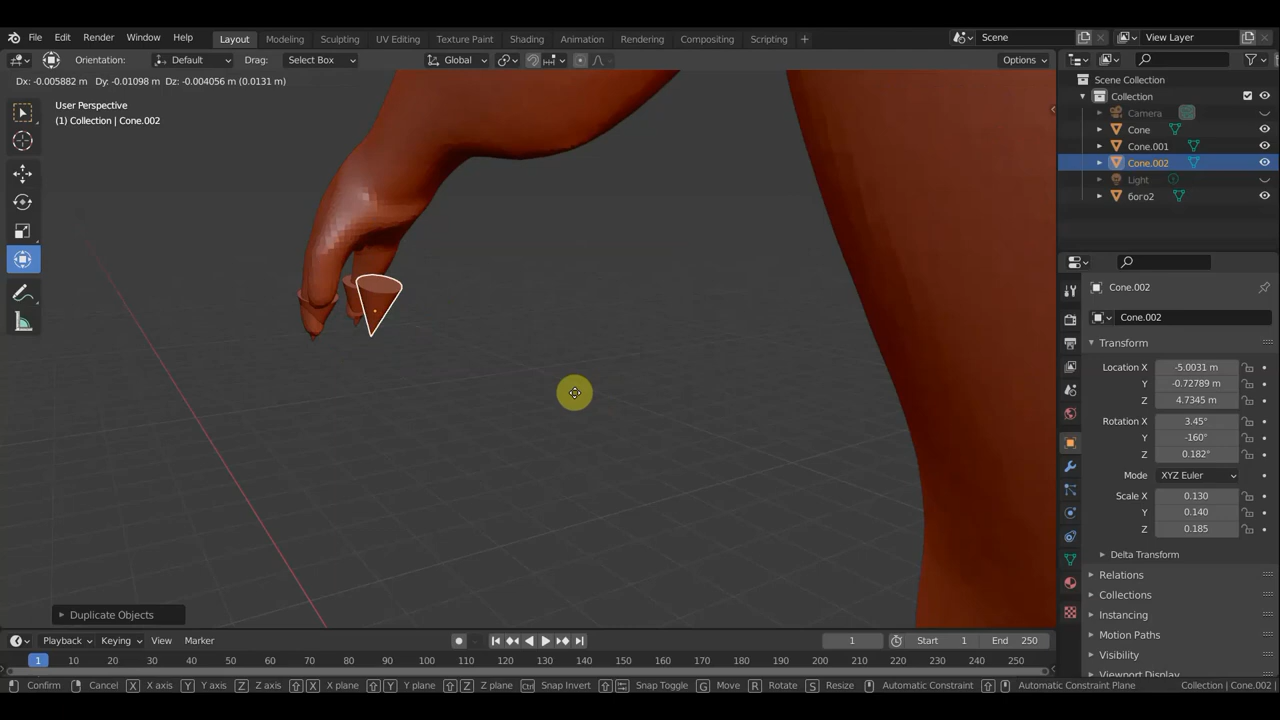 File Edit Render Window Help Layout Modeling Sculpting UV Editing Texture Paint Shading Animation Rendering Compositing Scripting Scene View Layer
Orientation: Default Drag: Select Box Global Options
Dx: -0.005882 m Dy: -0.01098 m Dz: -0.004056 m (0.0131 m)
User Perspective
(1) Collection | Cone.002
Scene Collection
Collection
Camera
Cone
Cone.001
Cone.002
Light
6oro2
Cone.002
Cone.002
Transform
Location X -5.0031 m
Y -0.72789 m
Z 4.7345 m
Rotation X 3.45°
Y -160°
Z 0.182°
Mode XYZ Euler
Scale X 0.130
Y 0.140
Z 0.185
Delta Transform
Relations
Collections
Instancing
Motion Paths
Visibility
Viewport Display
Duplicate Objects
Playback Keying View Marker 1 Start 1 End 250
1 10 20 30 40 50 60 70 80 90 100 110 120 130 140 150 160 170 180 190 200 210 220 230 240 250
Confirm Cancel X X axis Y Y axis Z Z axis X X plane Y Y plane Z Z plane Ctrl Snap Invert Snap Toggle G Move R Rotate S Resize Automatic Constraint Automatic Constraint Plane Collection | Cone.002